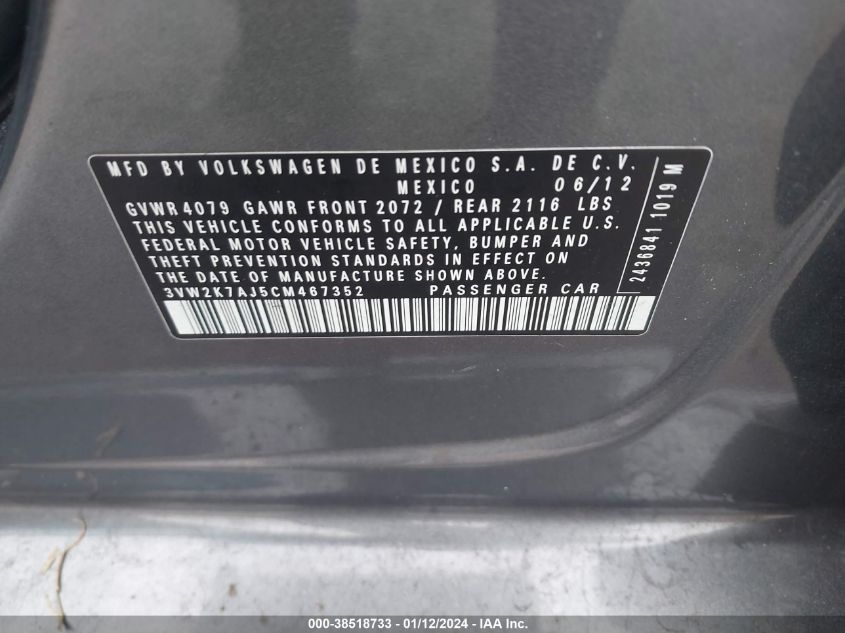 MFD BY VOLKSWAGEN DE MEXICO S.A. DE C.V.
MEXICO 06/12
GVWR 4079 GAWR FRONT 2072 / REAR 2116 LBS
THIS VEHICLE CONFORMS TO ALL APPLICABLE U.S.
FEDERAL MOTOR VEHICLE SAFETY, BUMPER AND
THEFT PREVENTION STANDARDS IN EFFECT ON
THE DATE OF MANUFACTURE SHOWN ABOVE.
3VW2K7AJ5CM467352 PASSENGER CAR
2436841 1019 M
000-38518733 - 01/12/2024 - IAA Inc.